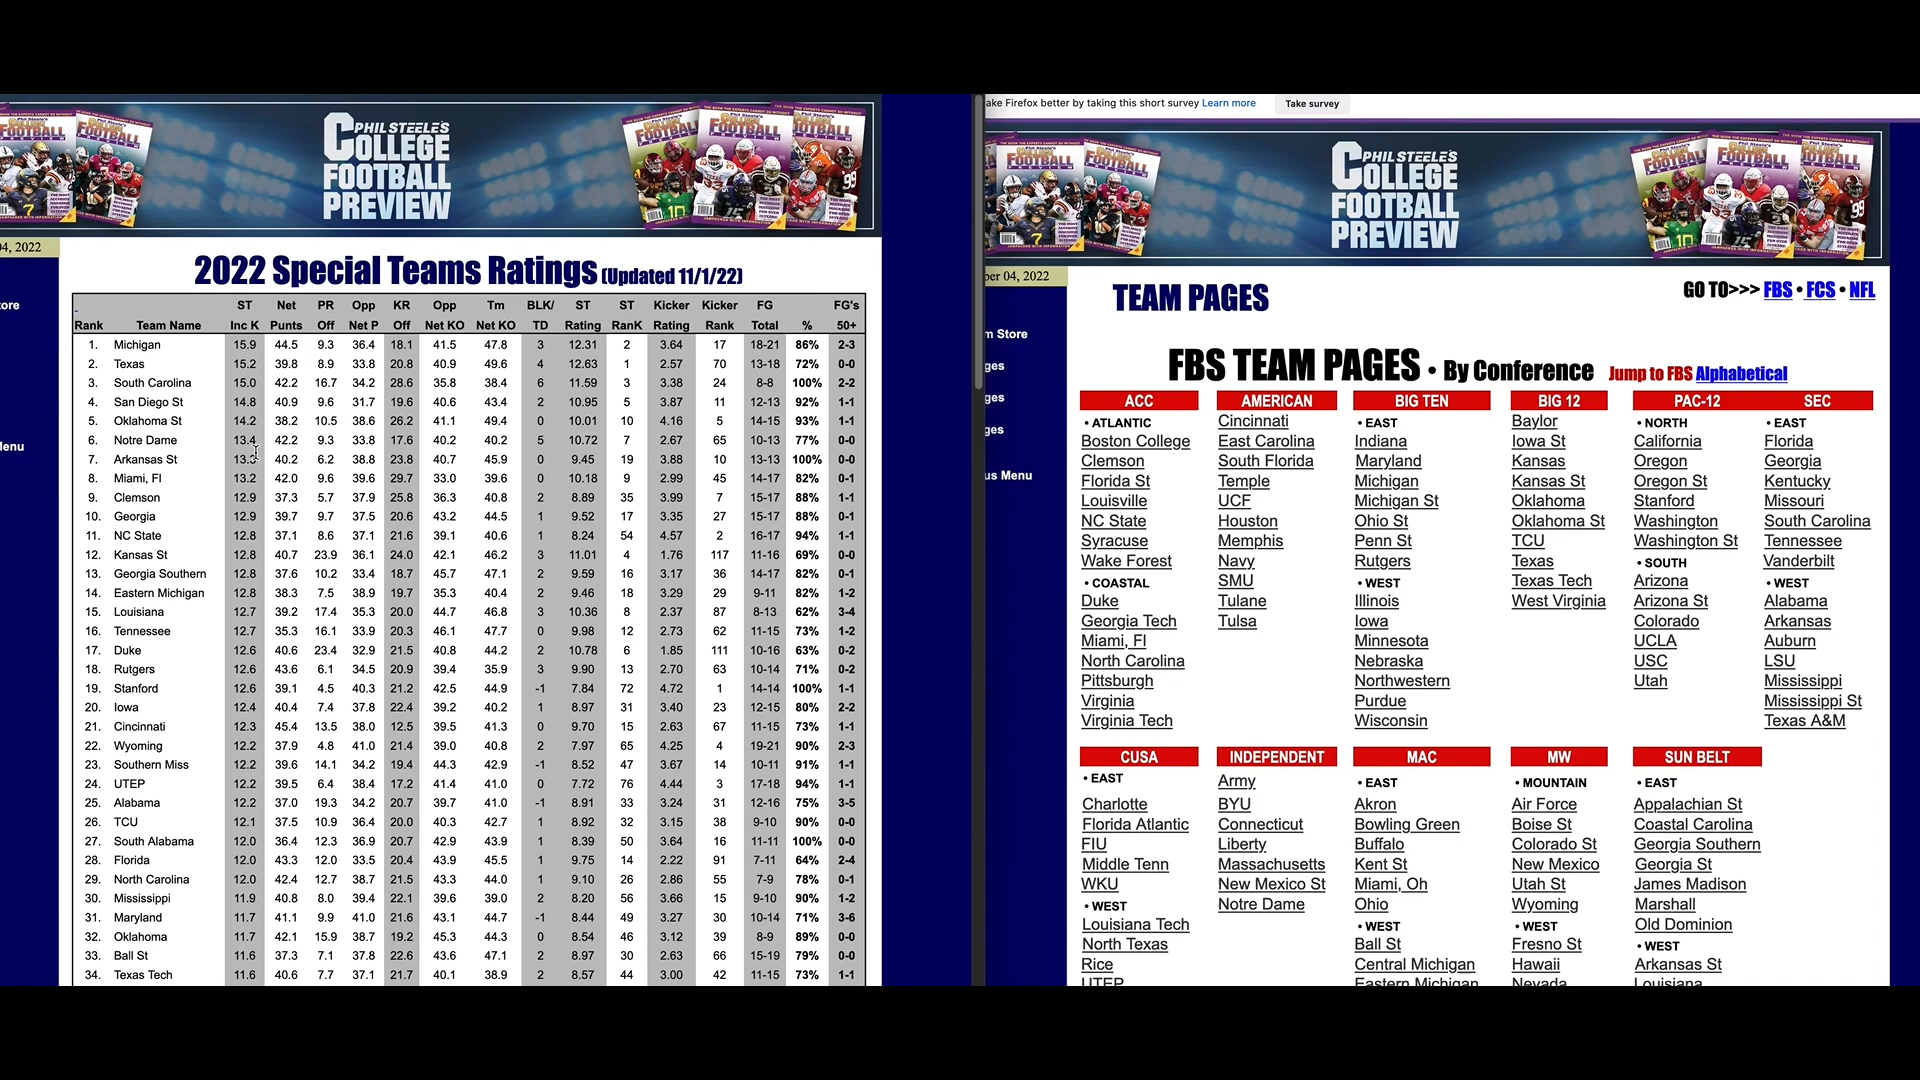 PHIL STEELE'S
COLLEGE
FOOTBALL
PREVIEW
04, 2022
ore
enu
2022 Special Teams Ratings (Updated 11/1/22)
ST Net PR Opp KR Opp Tm BLK/ ST ST Kicker Kicker FG FG's
Rank Team Name Inc K Punts Off Net P Off Net KO Net KO TD Rating RanK Rating Rank Total % 50+
1. Michigan 15.9 44.5 9.3 36.4 18.1 41.5 47.8 3 12.31 2 3.64 17 18-21 86% 2-3
2. Texas 15.2 39.8 8.9 33.8 20.8 40.9 49.6 4 12.63 1 2.57 70 13-18 72% 0-0
3. South Carolina 15.0 42.2 16.7 34.2 28.6 35.8 38.4 6 11.59 3 3.38 24 8-8 100% 2-2
4. San Diego St 14.8 40.9 9.6 31.7 19.6 40.6 43.4 2 10.95 5 3.87 11 12-13 92% 1-1
5. Oklahoma St 14.2 38.2 10.5 38.6 26.2 41.1 49.4 0 10.01 10 4.16 5 14-15 93% 1-1
6. Notre Dame 13.4 42.2 9.3 33.8 17.6 40.2 40.2 5 10.72 7 2.67 65 10-13 77% 0-0
7. Arkansas St 13.3 40.2 6.2 38.8 23.8 40.7 45.9 0 9.45 19 3.88 10 13-13 100% 0-0
8. Miami, Fl 13.2 42.0 9.6 39.6 29.7 33.0 39.6 0 10.18 9 2.99 45 14-17 82% 0-1
9. Clemson 12.9 37.3 5.7 37.9 25.8 36.3 40.8 2 8.89 35 3.99 7 15-17 88% 1-1
10. Georgia 12.9 39.7 9.7 37.5 20.6 43.2 44.5 1 9.52 17 3.35 27 15-17 88% 0-1
11. NC State 12.8 37.1 8.6 37.1 21.6 39.1 40.6 1 8.24 54 4.57 2 16-17 94% 1-1
12. Kansas St 12.8 40.7 23.9 36.1 24.0 42.1 46.2 3 11.01 4 1.76 117 11-16 69% 0-0
13. Georgia Southern 12.8 37.6 10.2 33.4 18.7 45.7 47.1 2 9.59 16 3.17 36 14-17 82% 0-1
14. Eastern Michigan 12.8 38.3 7.5 38.9 19.7 35.3 40.4 2 9.46 18 3.29 29 9-11 82% 1-2
15. Louisiana 12.7 39.2 17.4 35.3 20.0 44.7 46.8 3 10.36 8 2.37 87 8-13 62% 3-4
16. Tennessee 12.7 35.3 16.1 33.9 20.3 46.1 47.7 0 9.98 12 2.73 62 11-15 73% 1-2
17. Duke 12.6 40.6 23.4 32.9 21.5 40.8 44.2 2 10.78 6 1.85 111 10-16 63% 0-2
18. Rutgers 12.6 43.6 6.1 34.5 20.9 39.4 35.9 3 9.90 13 2.70 63 10-14 71% 0-2
19. Stanford 12.6 39.1 4.5 40.3 21.2 42.5 44.9 -1 7.84 72 4.72 1 14-14 100% 1-1
20. Iowa 12.4 40.4 7.4 37.8 22.4 39.2 40.2 1 8.97 31 3.40 23 12-15 80% 2-2
21. Cincinnati 12.3 45.4 13.5 38.0 12.5 39.5 41.3 0 9.70 15 2.63 67 11-15 73% 1-1
22. Wyoming 12.2 37.9 4.8 41.0 21.4 39.0 40.8 2 7.97 65 4.25 4 19-21 90% 2-3
23. Southern Miss 12.2 39.6 14.1 34.2 19.4 44.3 42.9 -1 8.52 47 3.67 14 10-11 91% 1-1
24. UTEP 12.2 39.5 6.4 38.4 17.2 41.4 41.0 0 7.72 76 4.44 3 17-18 94% 1-1
25. Alabama 12.2 37.0 19.3 34.2 20.7 39.7 41.0 -1 8.91 33 3.24 31 12-16 75% 3-5
26. TCU 12.1 37.5 10.9 36.4 20.0 40.3 42.7 1 8.92 32 3.15 38 9-10 90% 0-0
27. South Alabama 12.0 36.4 12.3 36.9 20.7 42.9 43.9 1 8.39 50 3.64 16 11-11 100% 0-0
28. Florida 12.0 43.3 12.0 33.5 20.4 43.9 45.5 1 9.75 14 2.22 91 7-11 64% 2-4
29. North Carolina 12.0 42.4 12.7 38.7 21.5 43.3 44.0 1 9.10 26 2.86 55 7-9 78% 0-1
30. Mississippi 11.9 40.8 8.0 39.4 22.1 39.6 39.0 2 8.20 56 3.66 15 9-10 90% 1-2
31. Maryland 11.7 41.1 9.9 41.0 21.6 43.1 44.7 -1 8.44 49 3.27 30 10-14 71% 3-6
32. Oklahoma 11.7 42.1 15.9 38.7 19.2 45.3 44.3 0 8.54 46 3.12 39 8-9 89% 0-0
33. Ball St 11.6 37.3 7.1 37.8 22.6 43.6 47.1 2 8.97 30 2.63 66 15-19 79% 0-0
34. Texas Tech 11.6 40.6 7.7 37.1 21.7 40.1 38.9 2 8.57 44 3.00 42 11-15 73% 1-1
ake Firefox better by taking this short survey Learn more Take survey
PHIL STEELE'S
COLLEGE
FOOTBALL
PREVIEW
ber 04, 2022
m Store
ges
ges
ges
us Menu
TEAM PAGES
GO TO>>> FBS • FCS • NFL
FBS TEAM PAGES • By Conference Jump to FBS Alphabetical
ACC AMERICAN BIG TEN BIG 12 PAC-12 SEC
• ATLANTIC Cincinnati • EAST Baylor • NORTH • EAST
Boston College East Carolina Indiana Iowa St California Florida
Clemson South Florida Maryland Kansas Oregon Georgia
Florida St Temple Michigan Kansas St Oregon St Kentucky
Louisville UCF Michigan St Oklahoma Stanford Missouri
NC State Houston Ohio St Oklahoma St Washington South Carolina
Syracuse Memphis Penn St TCU Washington St Tennessee
Wake Forest Navy Rutgers Texas • SOUTH Vanderbilt
• COASTAL SMU • WEST Texas Tech Arizona • WEST
Duke Tulane Illinois West Virginia Arizona St Alabama
Georgia Tech Tulsa Iowa Colorado Arkansas
Miami, Fl Minnesota UCLA Auburn
North Carolina Nebraska USC LSU
Pittsburgh Northwestern Utah Mississippi
Virginia Purdue Mississippi St
Virginia Tech Wisconsin Texas A&M
CUSA INDEPENDENT MAC MW SUN BELT
• EAST Army • EAST • MOUNTAIN • EAST
Charlotte BYU Akron Air Force Appalachian St
Florida Atlantic Connecticut Bowling Green Boise St Coastal Carolina
FIU Liberty Buffalo Colorado St Georgia Southern
Middle Tenn Massachusetts Kent St New Mexico Georgia St
WKU New Mexico St Miami, Oh Utah St James Madison
• WEST Notre Dame Ohio Wyoming Marshall
Louisiana Tech • WEST • WEST Old Dominion
North Texas Ball St Fresno St • WEST
Rice Central Michigan Hawaii Arkansas St
UTEP Eastern Michigan Nevada Louisiana